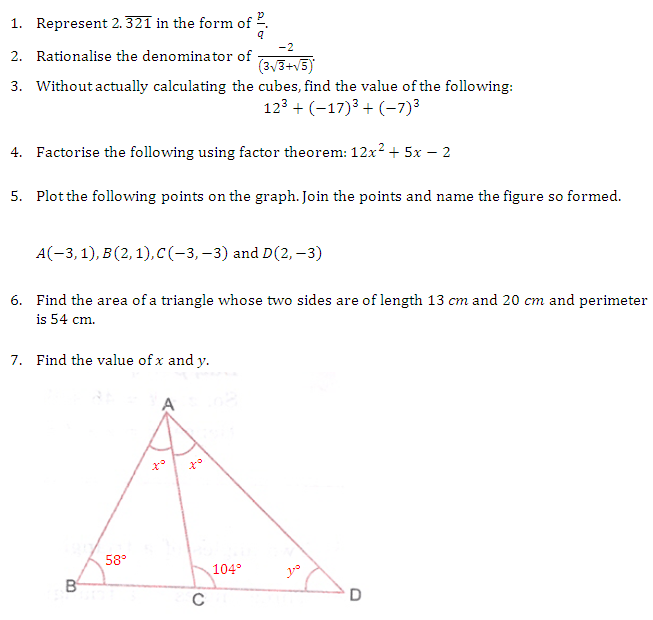 1. Represent 2.3̅2̅1̅ in the form of p/q.
2. Rationalise the denominator of −2/(3√3+√5)
3. Without actually calculating the cubes, find the value of the following:
12³ + (−17)³ + (−7)³
4. Factorise the following using factor theorem: 12x² + 5x − 2
5. Plot the following points on the graph. Join the points and name the figure so formed.
A(−3, 1), B(2, 1), C(−3, −3) and D(2, −3)
6. Find the area of a triangle whose two sides are of length 13 cm and 20 cm and perimeter
is 54 cm.
7. Find the value of x and y.
A
x° x°
58° 104° y°
B C D